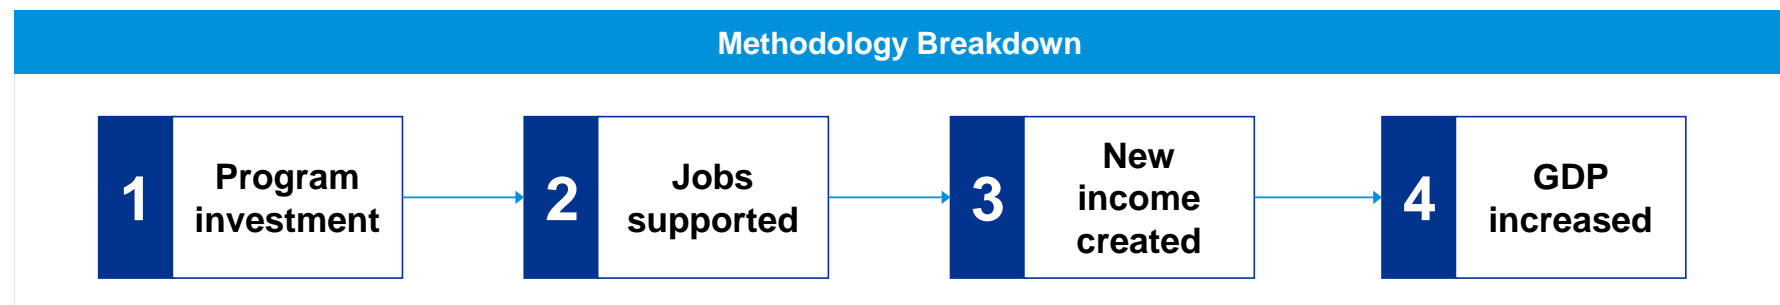 Methodology Breakdown
1
Program
investment
2
Jobs
supported
3
New
income
created
4
GDP
increased